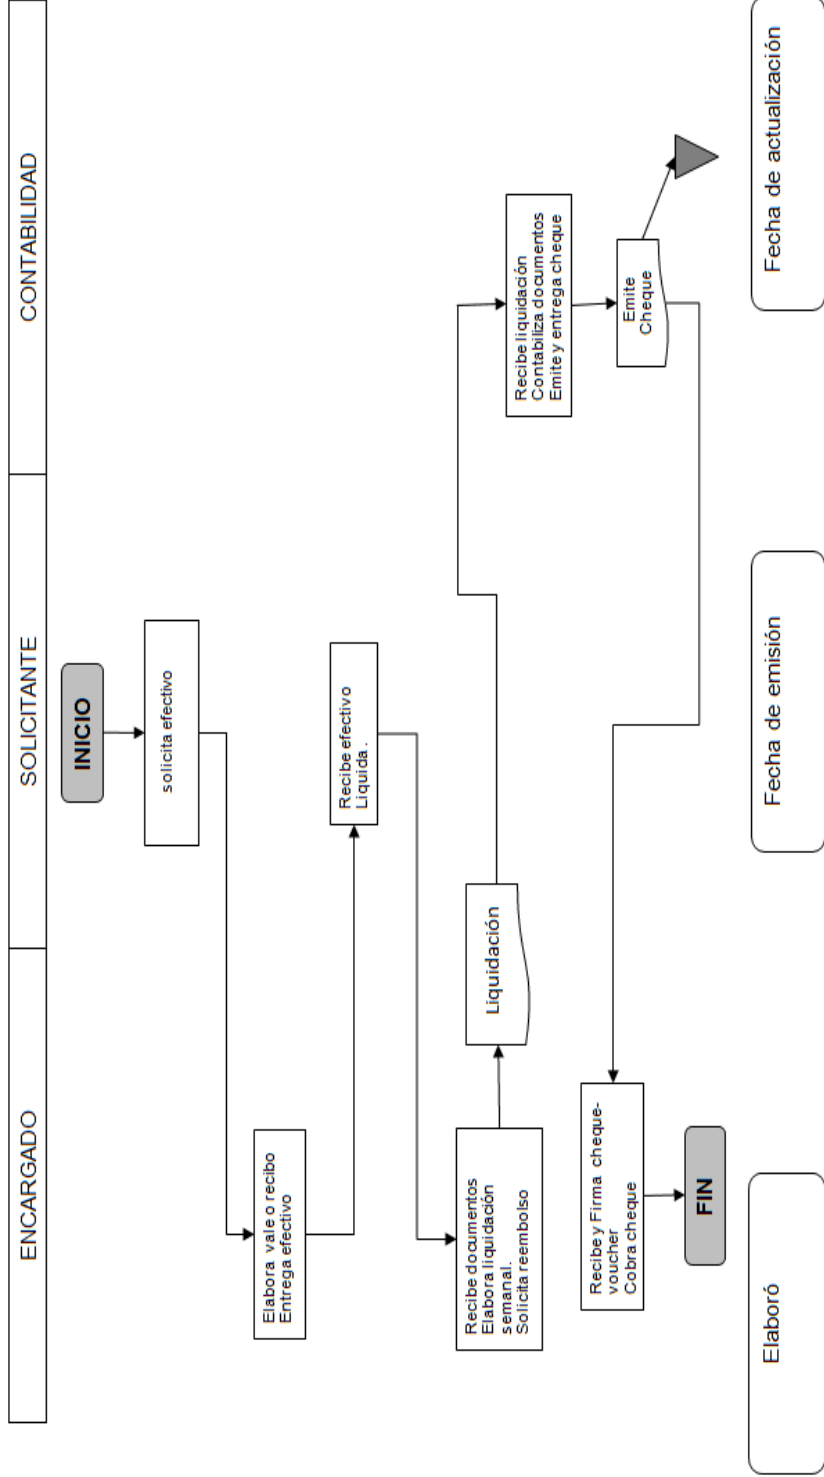 ENCARGADO
SOLICITANTE
CONTABILIDAD
INICIO
solicita efectivo
Elabora vale o recibo
Entrega efectivo
Recibe efectivo
Liquida .
Recibe documentos
Elabora liquidación
semanal.
Solicita reembolso
Liquidación
Recibe liquidación
Contabiliza documentos
Emite y entrega cheque
Emite
Cheque
Recibe y Firma cheque-
voucher
Cobra cheque
FIN
Elaboró
Fecha de emisión
Fecha de actualización